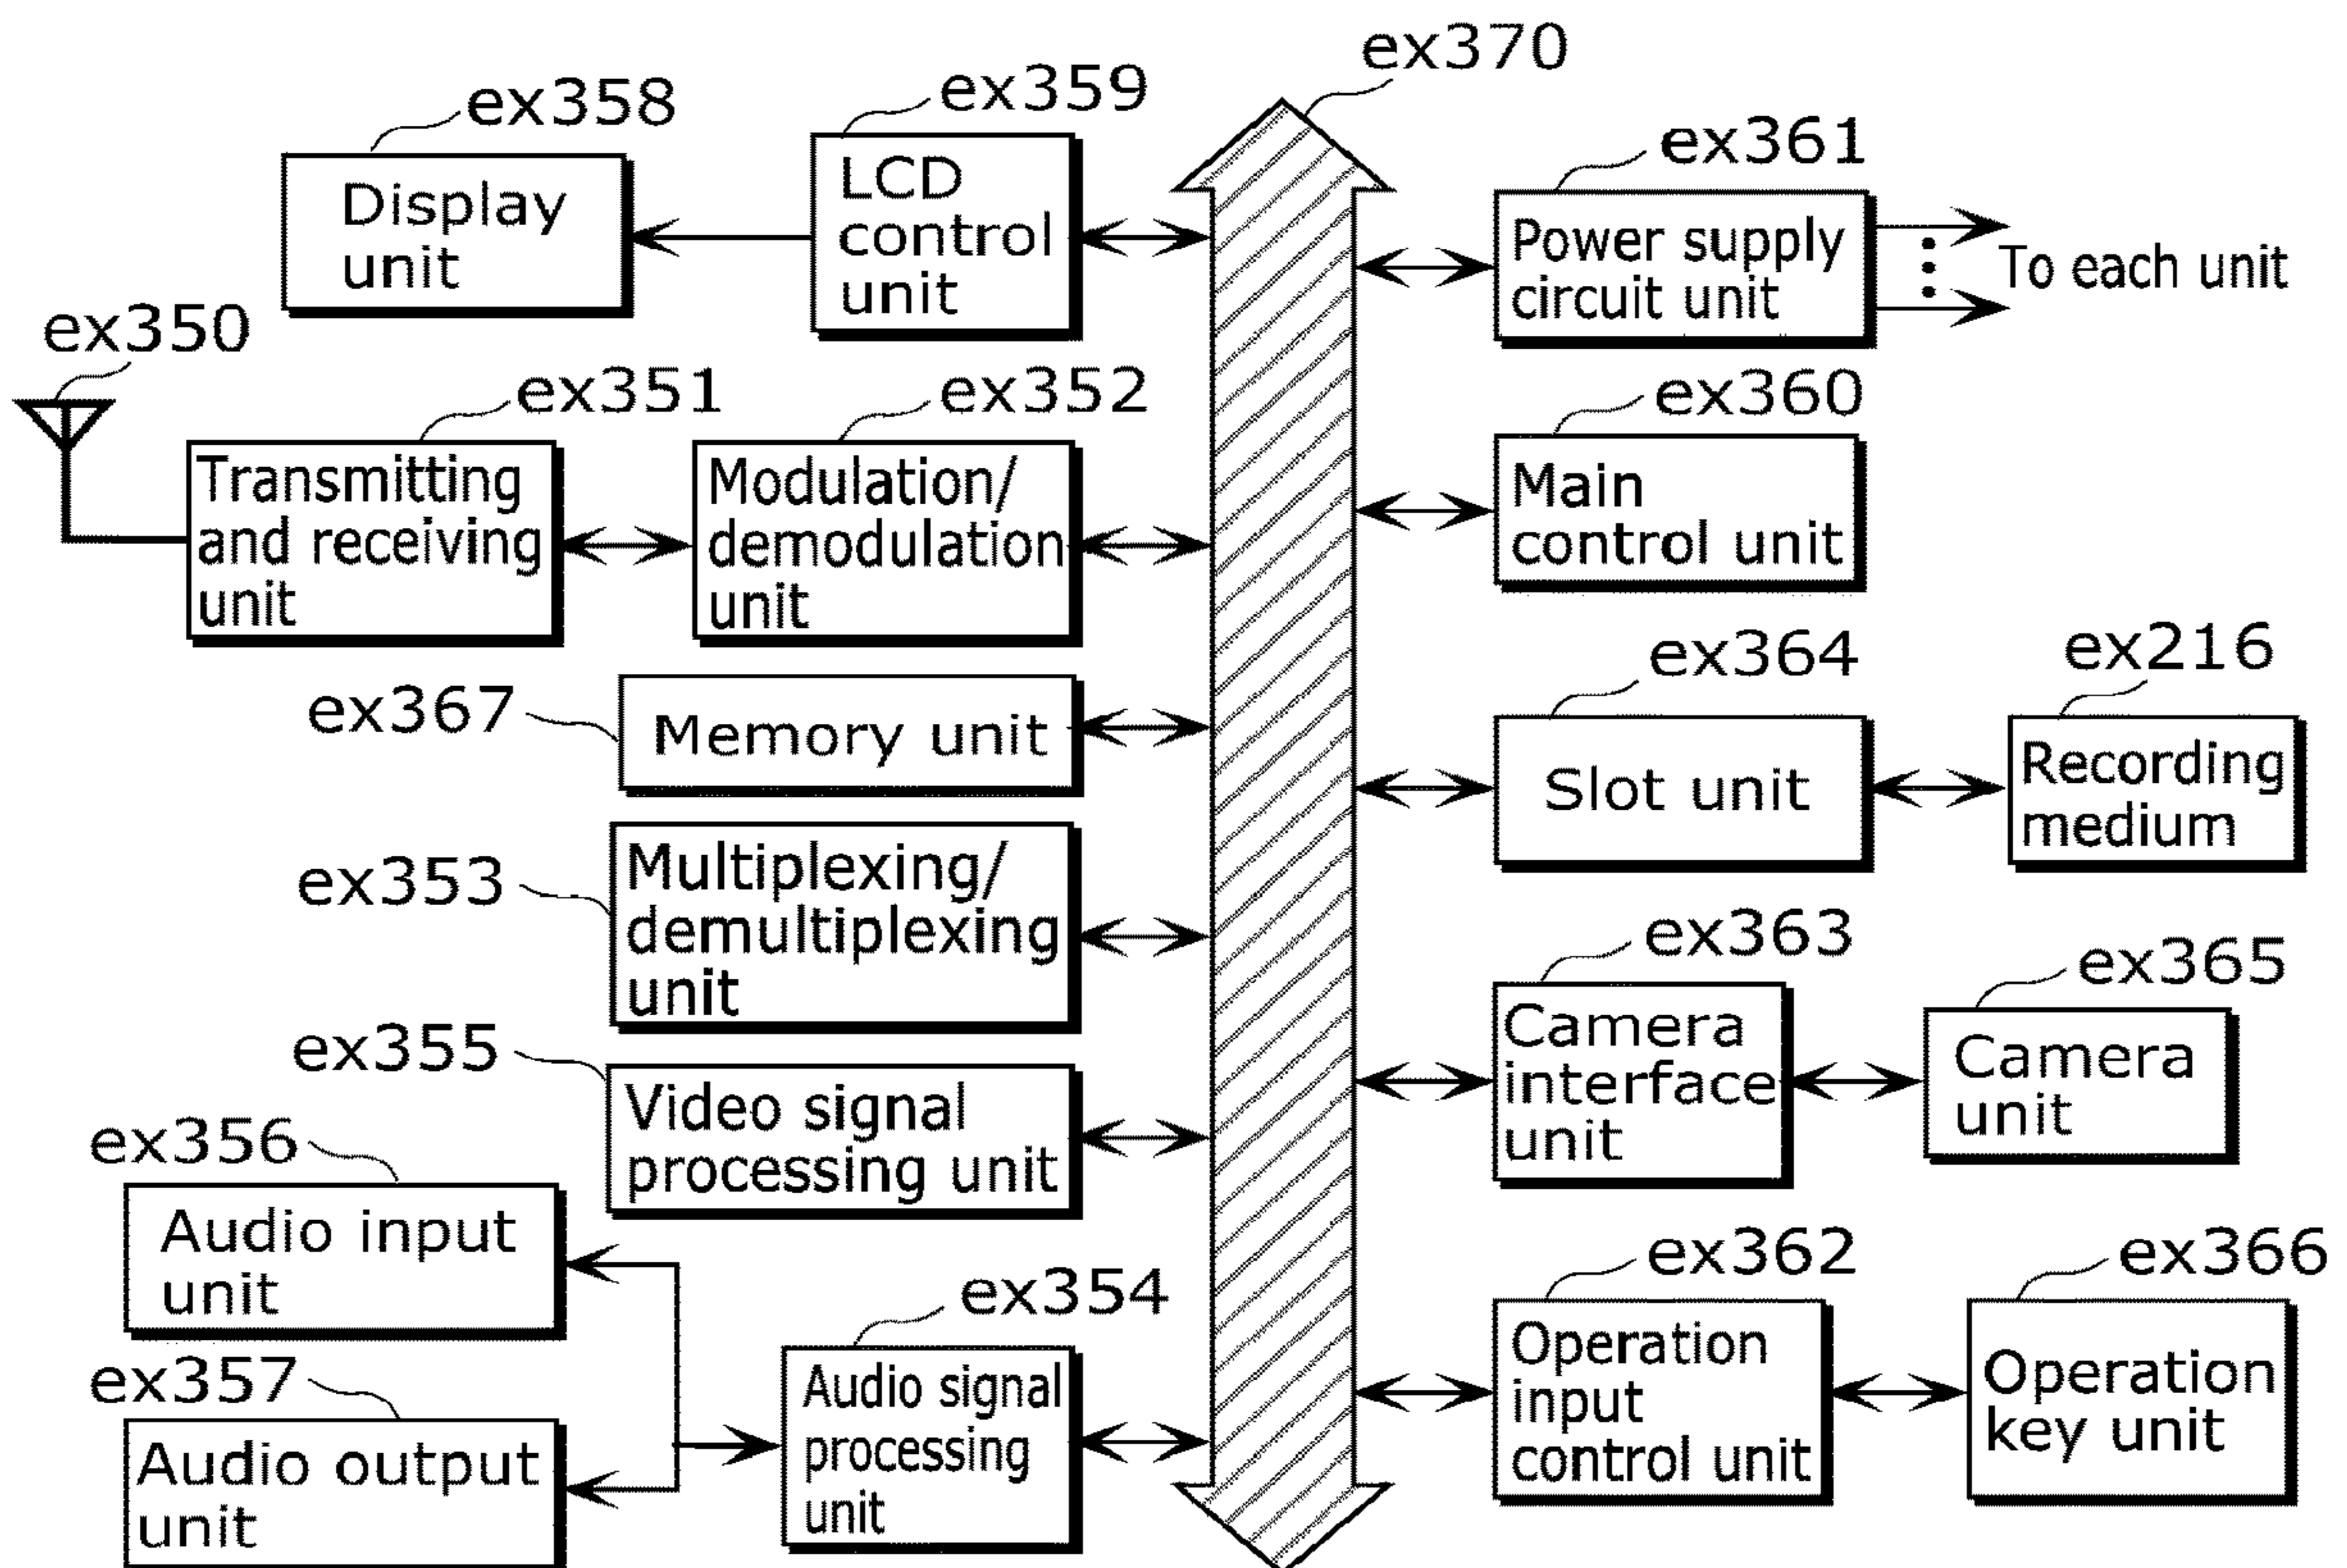 ex370
ex358
ex359
ex361
Display
unit
LCD
control
unit
Power supply
circuit unit
To each unit
ex350
ex351
ex352
ex360
Transmitting
and receiving
unit
Modulation/
demodulation
unit
Main
control unit
ex367
Memory unit
ex364
ex216
Slot unit
Recording
medium
ex353
Multiplexing/
demultiplexing
unit
ex363
ex365
Camera
interface
unit
Camera
unit
ex355
Video signal
processing unit
ex356
Audio input
unit
ex354
ex362
ex366
ex357
Audio output
unit
Audio signal
processing
unit
Operation
input
control unit
Operation
key unit